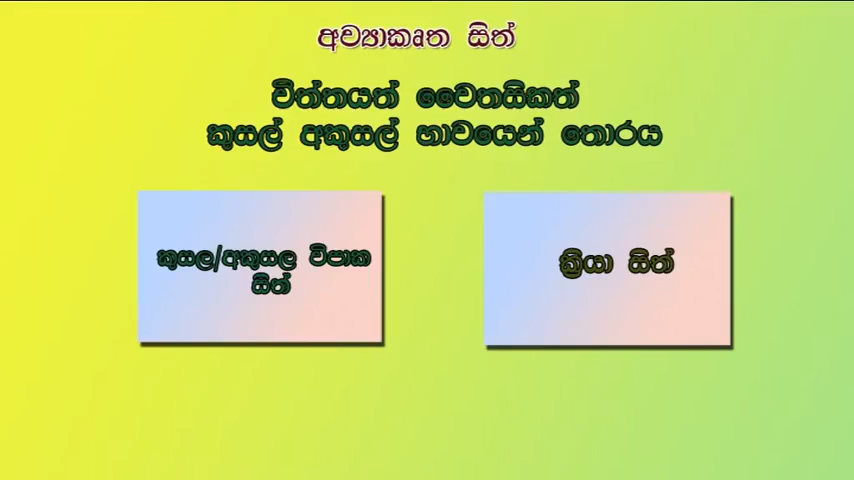 අව්‍යාකෘත සිත්
චිත්තයත් චෛතසිකත්
කුසල් අකුසල් භාවයෙන් තොරය
කුසල/අකුසල විපාක
සිත්
ක්‍රියා සිත්